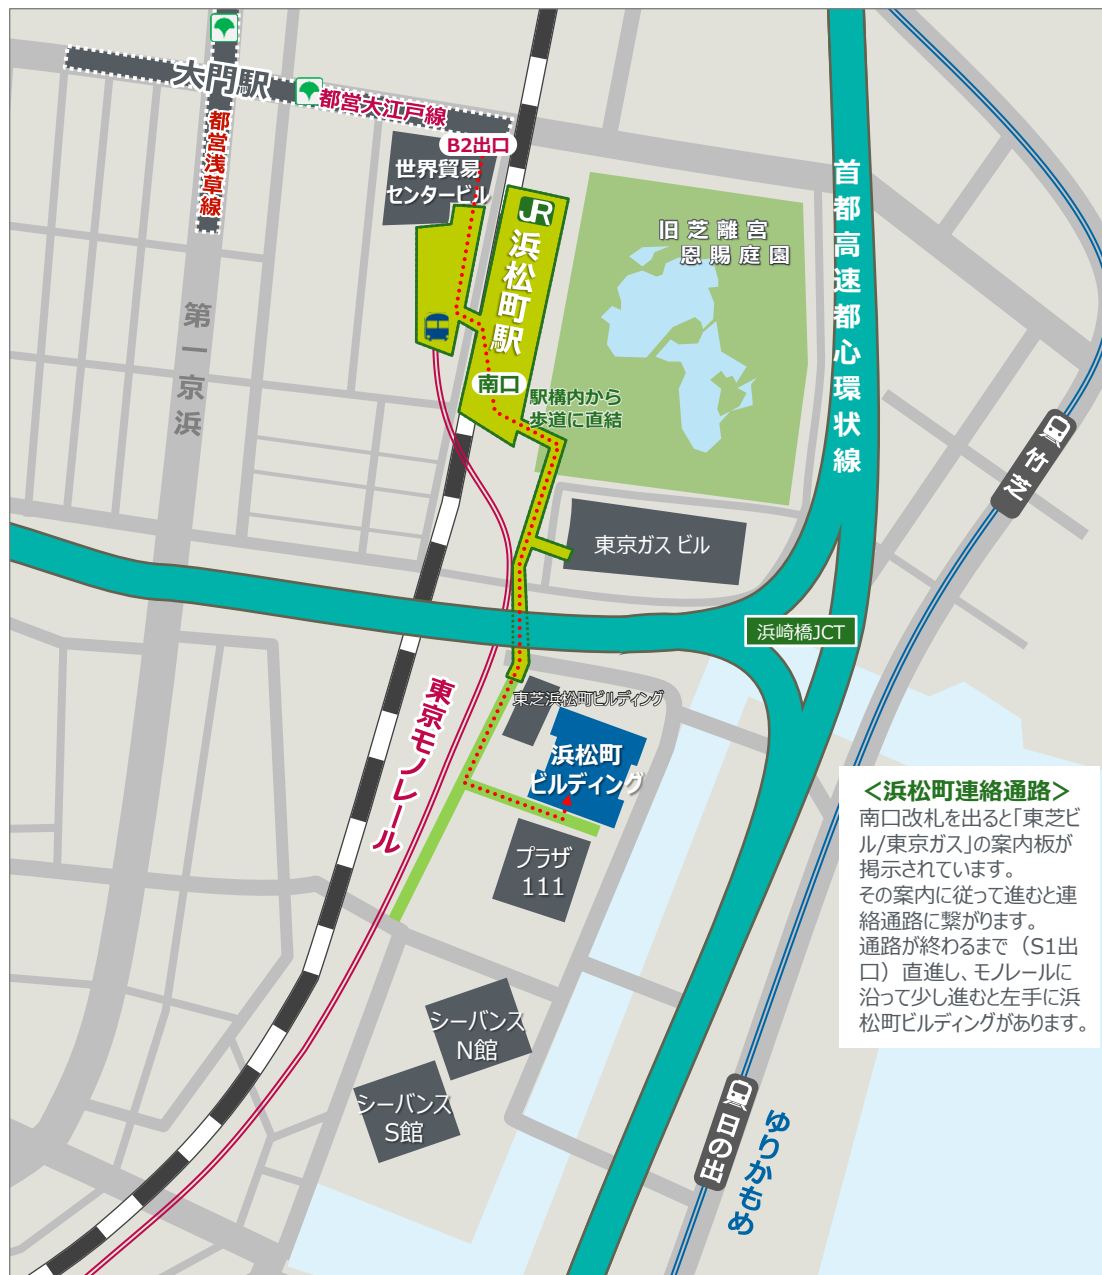 大門駅
都営大江戸線
都営浅草線
B2出口
世界貿易
センタービル
JR
浜松町駅
南口
駅構内から
歩道に直結
旧芝離宮
恩賜庭園
首都高速都心環状線
第一京浜
竹芝
東京ガス ビル
浜崎橋JCT
東芝浜松町ビルディング
東京モノレール
浜松町
ビルディング
プラザ
111
シーバンス
N館
シーバンス
S館
日の出
ゆりかもめ
＜浜松町連絡通路＞
南口改札を出ると「東芝ビ
ル/東京ガス」の案内板が
掲示されています。
その案内に従って進むと連
絡通路に繋がります。
通路が終わるまで（S1出
口）直進し、モノレールに
沿って少し進むと左手に浜
松町ビルディングがあります。